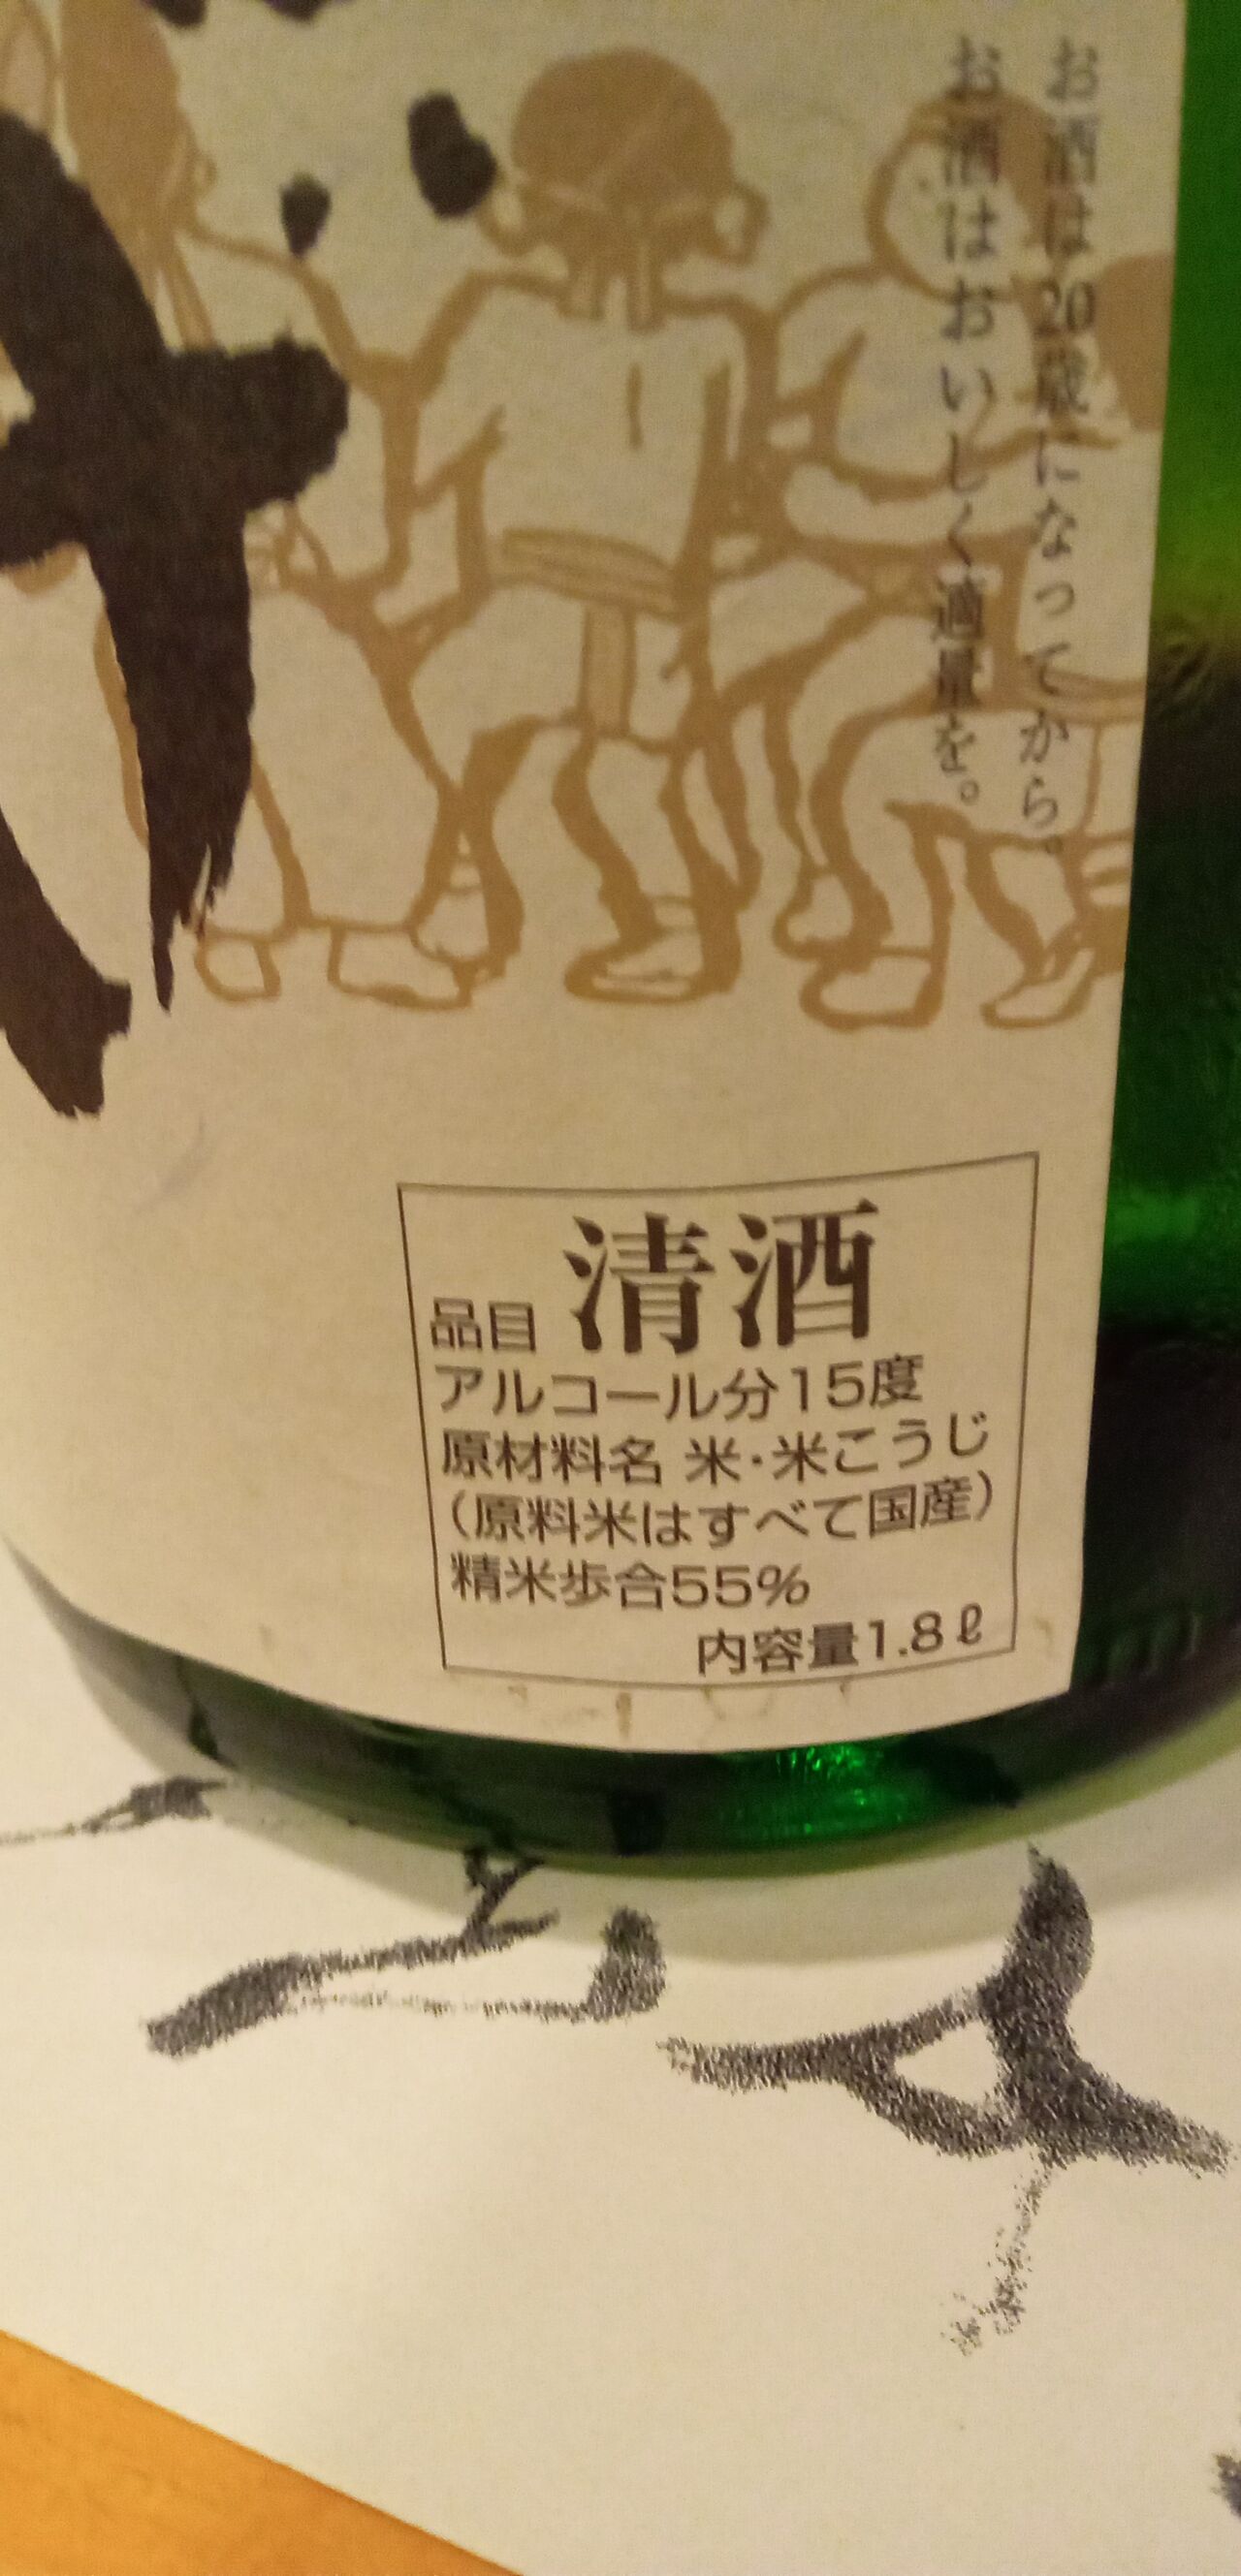 お酒は20歳になってから。
お酒はおいしく適量を。
品目 清酒
アルコール分15度
原材料名 米・米こうじ
(原料米はすべて国産)
精米歩合55%
内容量1.8ℓ